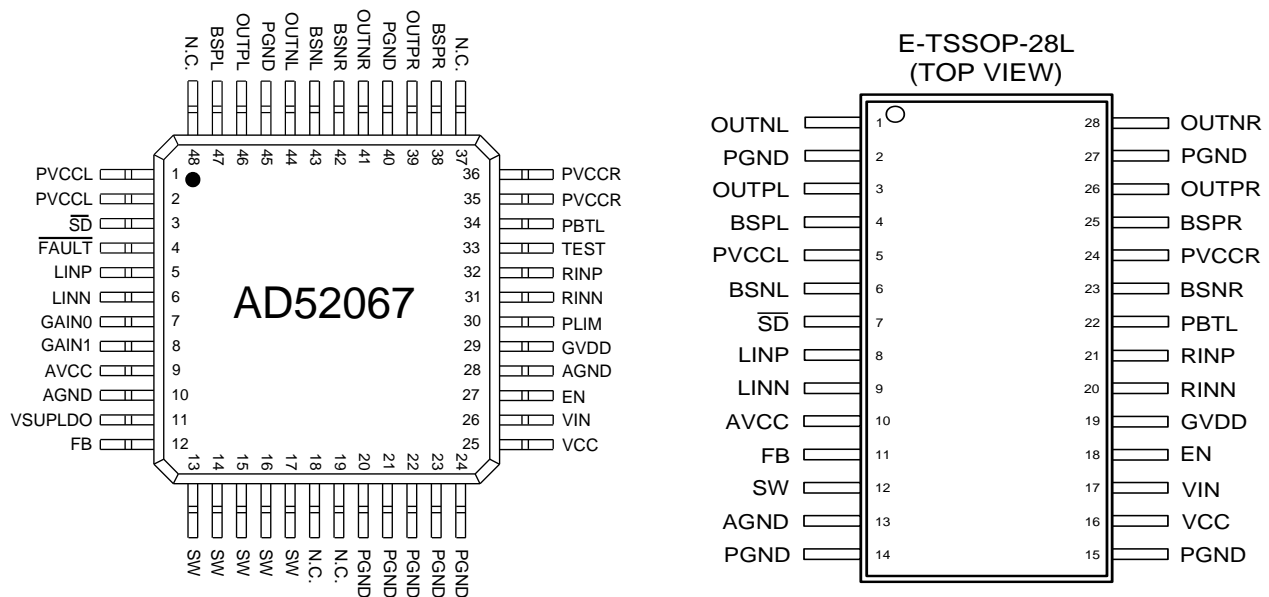 N.C.
BSPL
OUTPL
PGND
OUTNL
BSNL
BSNR
OUTNR
PGND
OUTPR
BSPR
N.C.
48
47
46
45
44
43
42
41
40
39
38
37
PVCCL 1
PVCCL 2
SD 3
FAULT 4
LINP 5
LINN 6
GAIN0 7
GAIN1 8
AVCC 9
AGND 10
VSUPLDO 11
FB 12
AD52067
36 PVCCR
35 PVCCR
34 PBTL
33 TEST
32 RINP
31 RINN
30 PLIM
29 GVDD
28 AGND
27 EN
26 VIN
25 VCC
13
14
15
16
17
18
19
20
21
22
23
24
SW
SW
SW
SW
SW
N.C.
N.C.
PGND
PGND
PGND
PGND
PGND
E-TSSOP-28L
(TOP VIEW)
OUTNL 1 28 OUTNR
PGND 2 27 PGND
OUTPL 3 26 OUTPR
BSPL 4 25 BSPR
PVCCL 5 24 PVCCR
BSNL 6 23 BSNR
SD 7 22 PBTL
LINP 8 21 RINP
LINN 9 20 RINN
AVCC 10 19 GVDD
FB 11 18 EN
SW 12 17 VIN
AGND 13 16 VCC
PGND 14 15 PGND